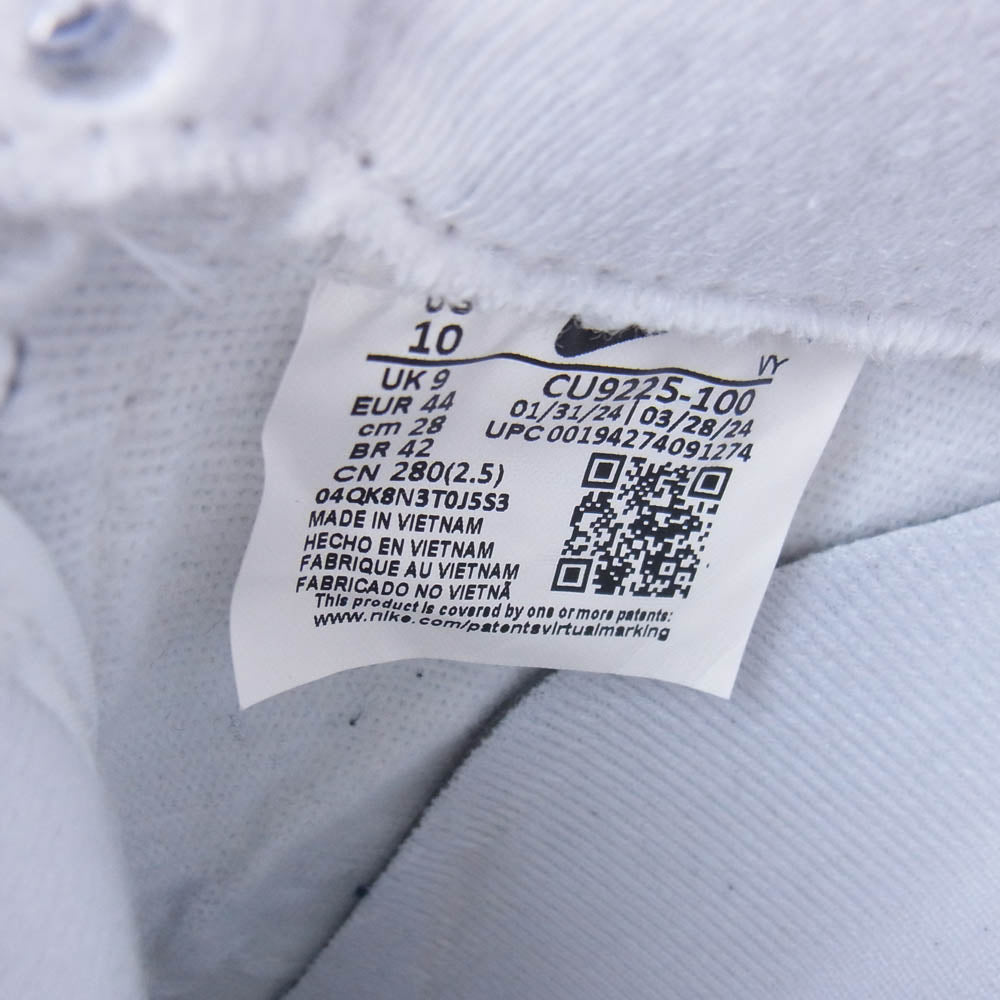 US
10
UK 9
EUR 44
cm 28
BR 42
CN 280(2.5)
04QK8N3T0J5S3
MADE IN VIETNAM
HECHO EN VIETNAM
FABRIQUE AU VIETNAM
FABRICADO NO VIETNÃ
VY
CU9225-100
01/31/24 | 03/28/24
UPC 00194274091274
This product is covered by one or more patents:
www.nike.com/patentsvirtualmarking